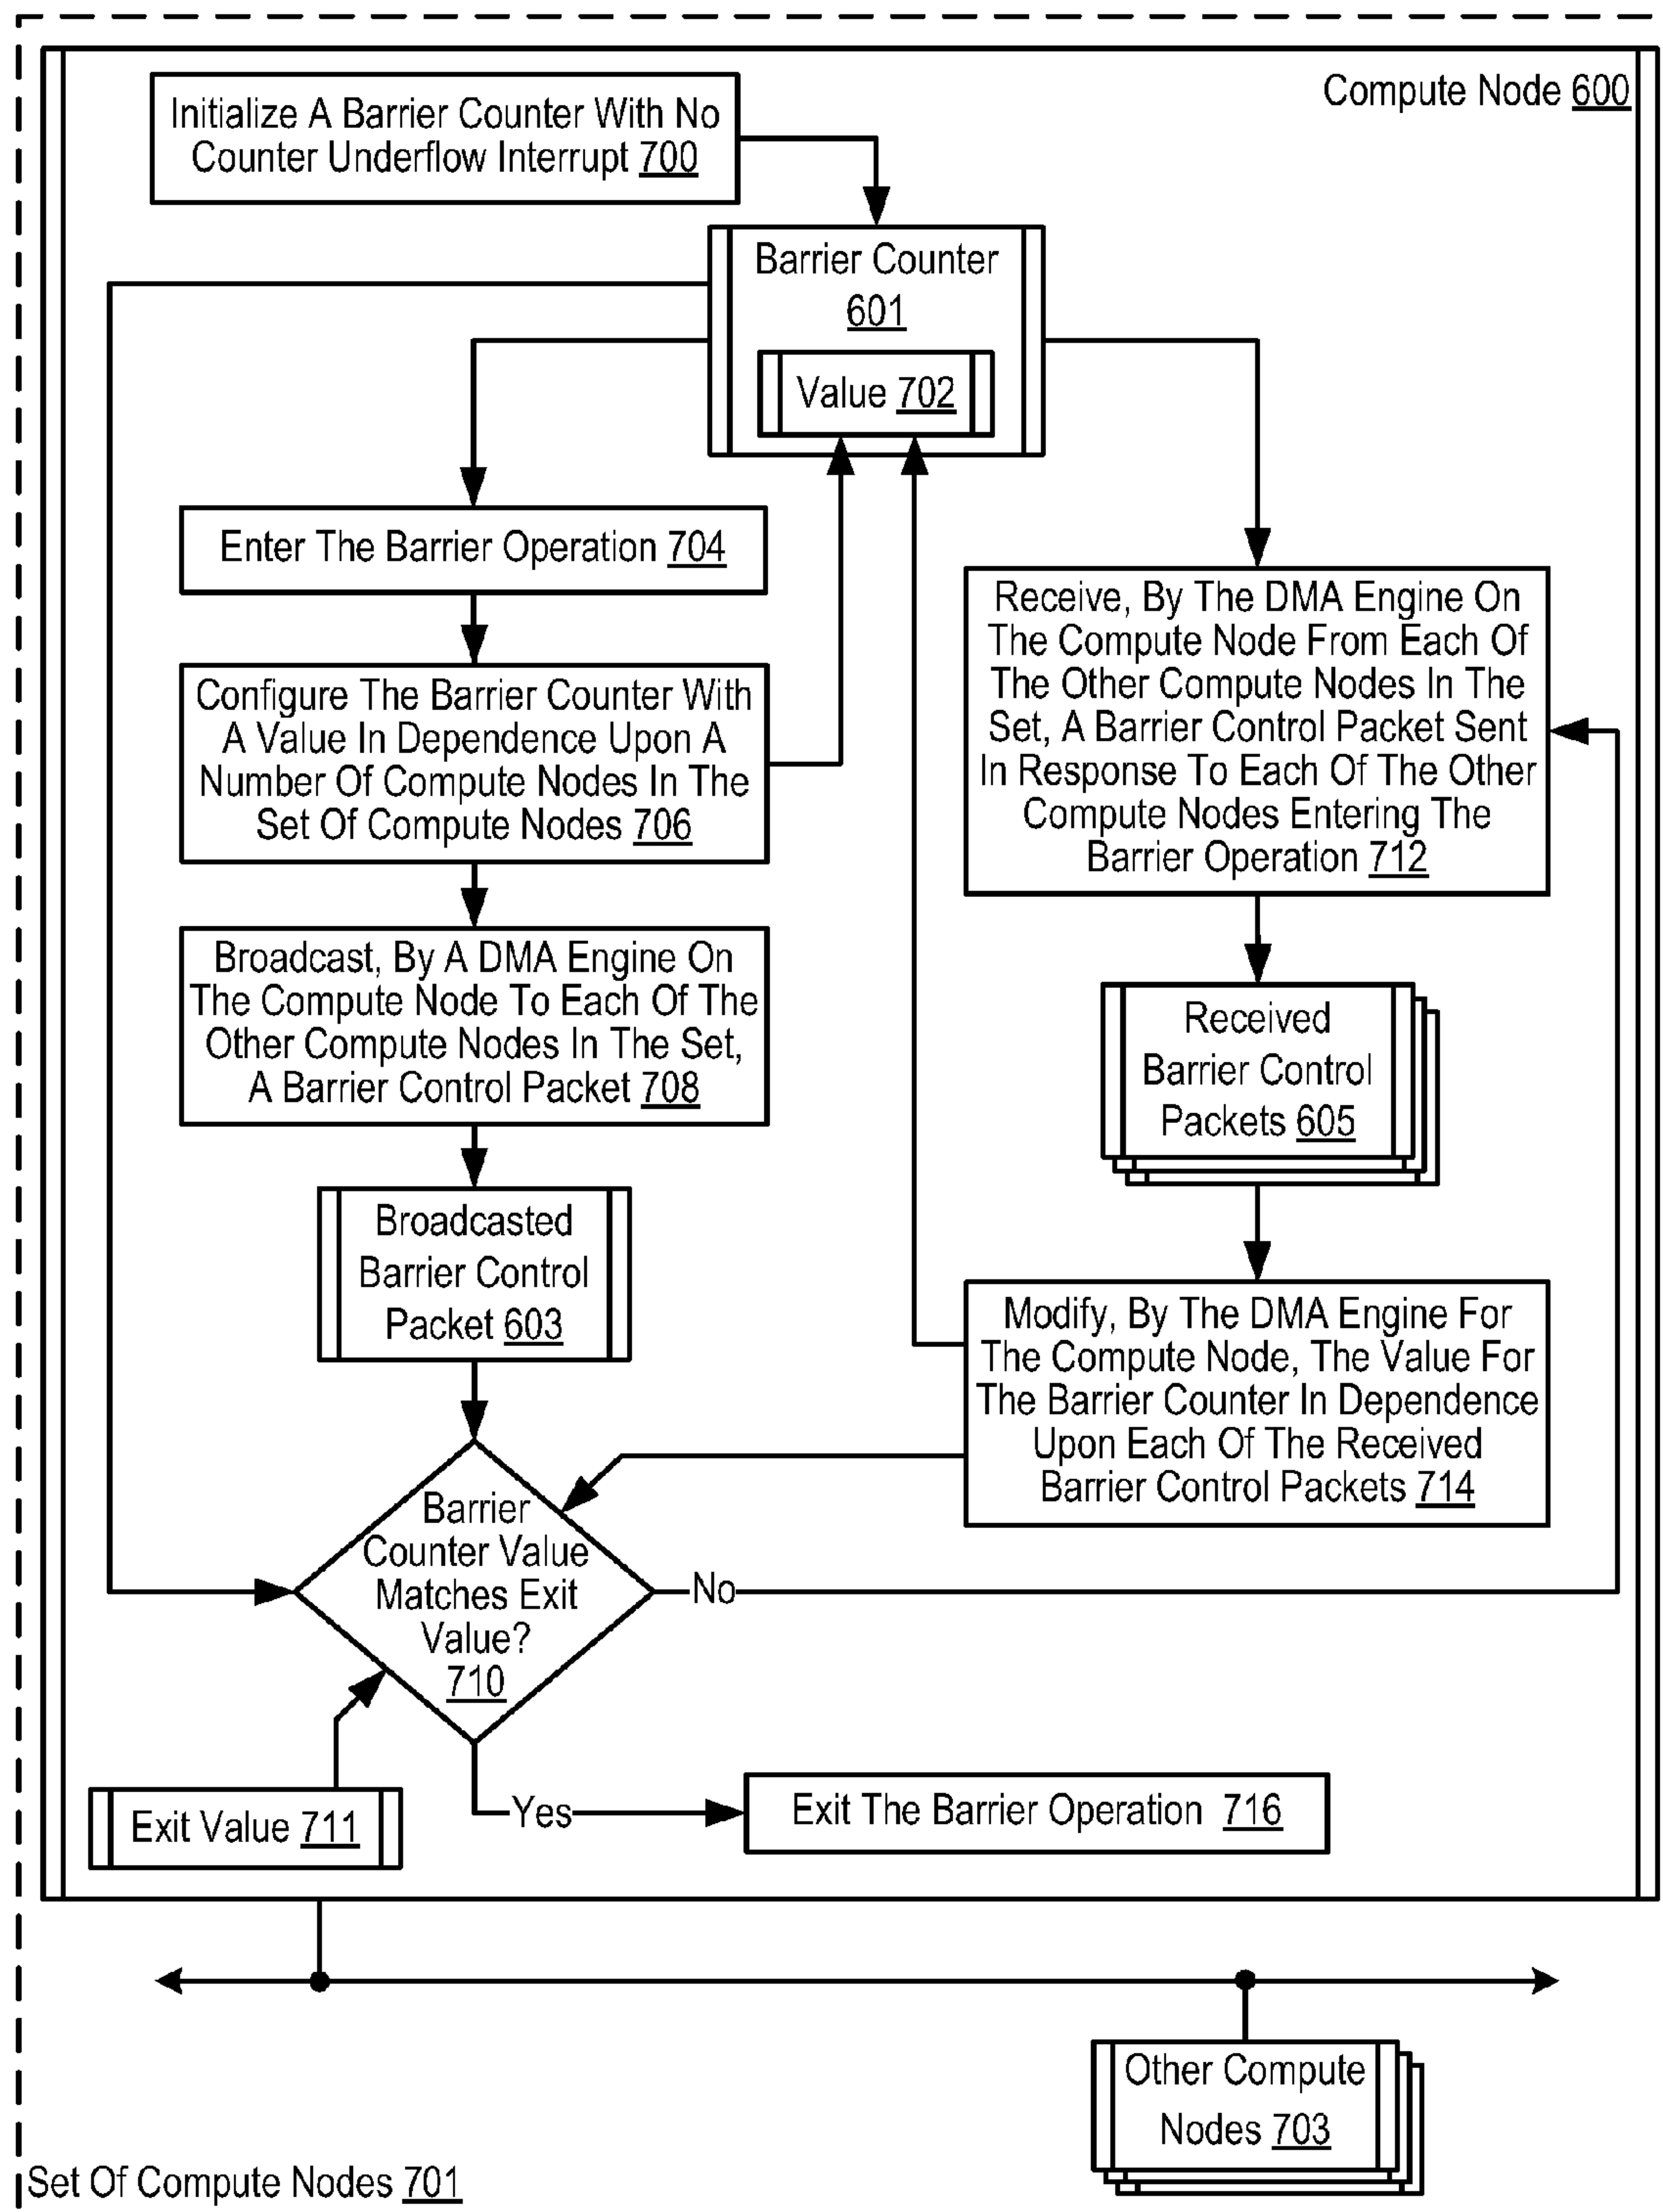 Compute Node 600
Initialize A Barrier Counter With No
Counter Underflow Interrupt 700
Barrier Counter
601
Value 702
Enter The Barrier Operation 704
Configure The Barrier Counter With
A Value In Dependence Upon A
Number Of Compute Nodes In The
Set Of Compute Nodes 706
Broadcast, By A DMA Engine On
The Compute Node To Each Of The
Other Compute Nodes In The Set,
A Barrier Control Packet 708
Broadcasted
Barrier Control
Packet 603
Receive, By The DMA Engine On
The Compute Node From Each Of
The Other Compute Nodes In The
Set, A Barrier Control Packet Sent
In Response To Each Of The Other
Compute Nodes Entering The
Barrier Operation 712
Received
Barrier Control
Packets 605
Modify, By The DMA Engine For
The Compute Node, The Value For
The Barrier Counter In Dependence
Upon Each Of The Received
Barrier Control Packets 714
Barrier
Counter Value
Matches Exit
Value?
710
No
Yes
Exit Value 711
Exit The Barrier Operation 716
Other Compute
Nodes 703
Set Of Compute Nodes 701